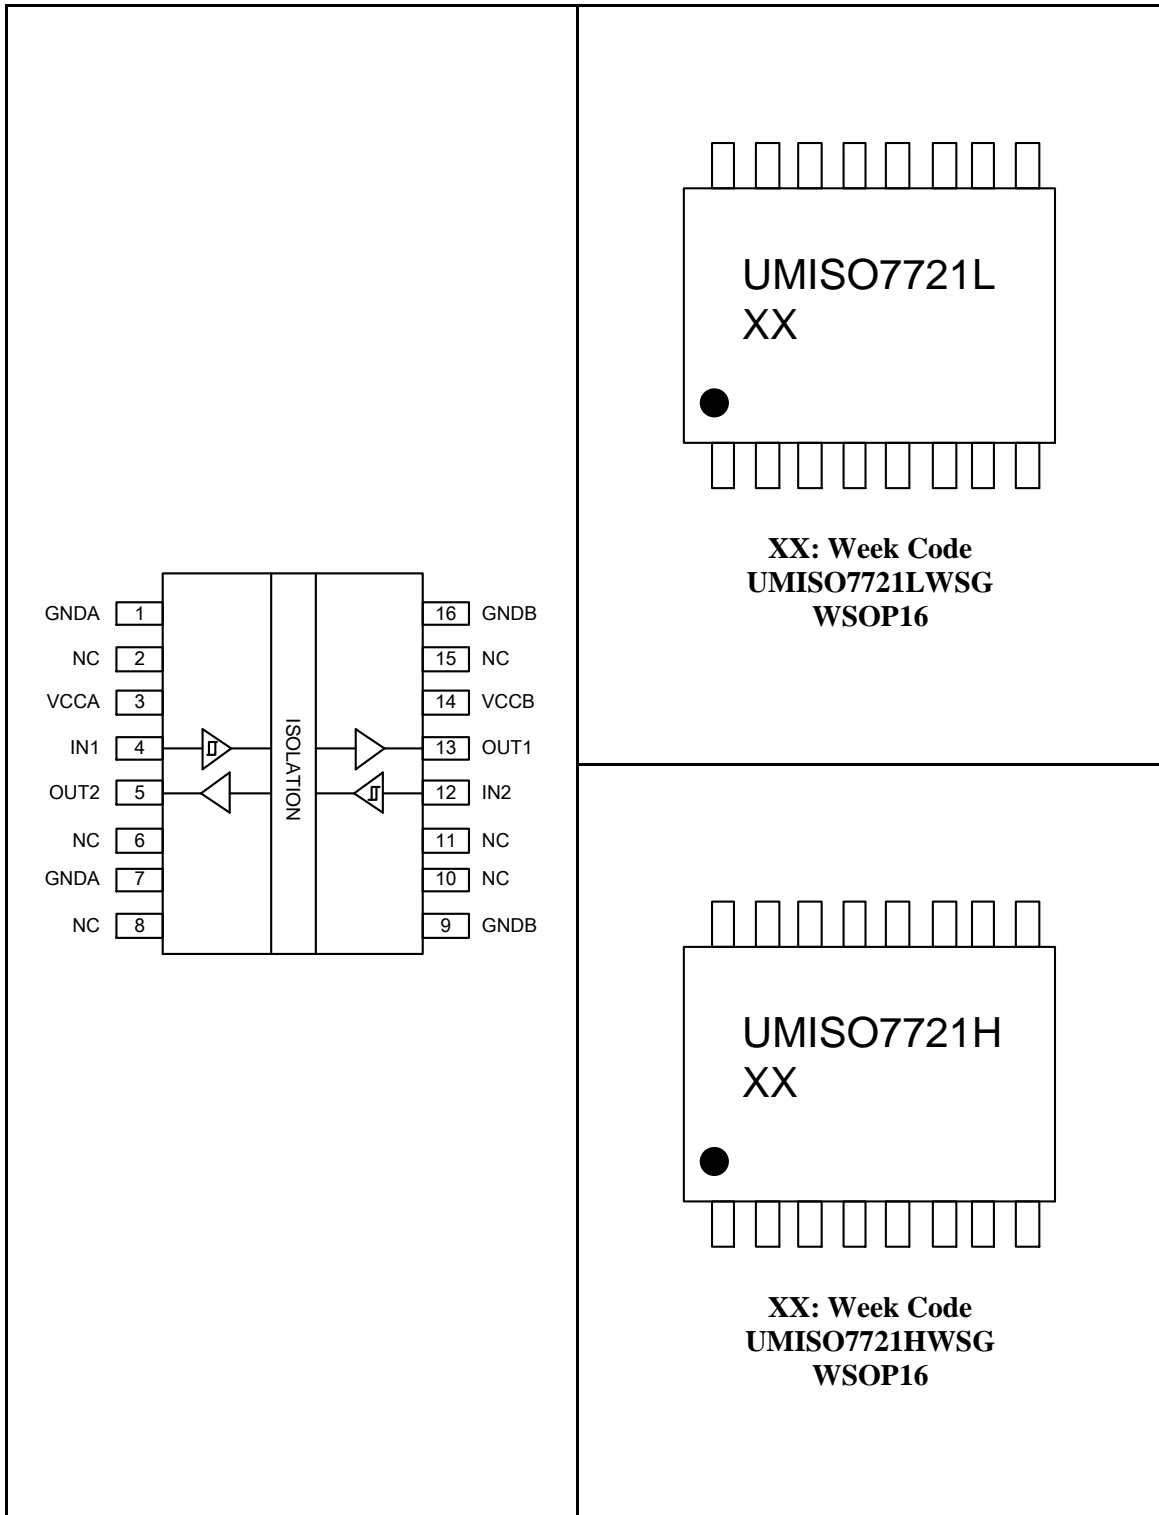 GNDA 1 16 GNDB
NC 2 15 NC
VCCA 3 14 VCCB
IN1 4 13 OUT1
OUT2 5 12 IN2
NC 6 11 NC
GNDA 7 10 NC
NC 8 9 GNDB
ISOLATION
UMISO7721L
XX
XX: Week Code
UMISO7721LWSG
WSOP16
UMISO7721H
XX
XX: Week Code
UMISO7721HWSG
WSOP16